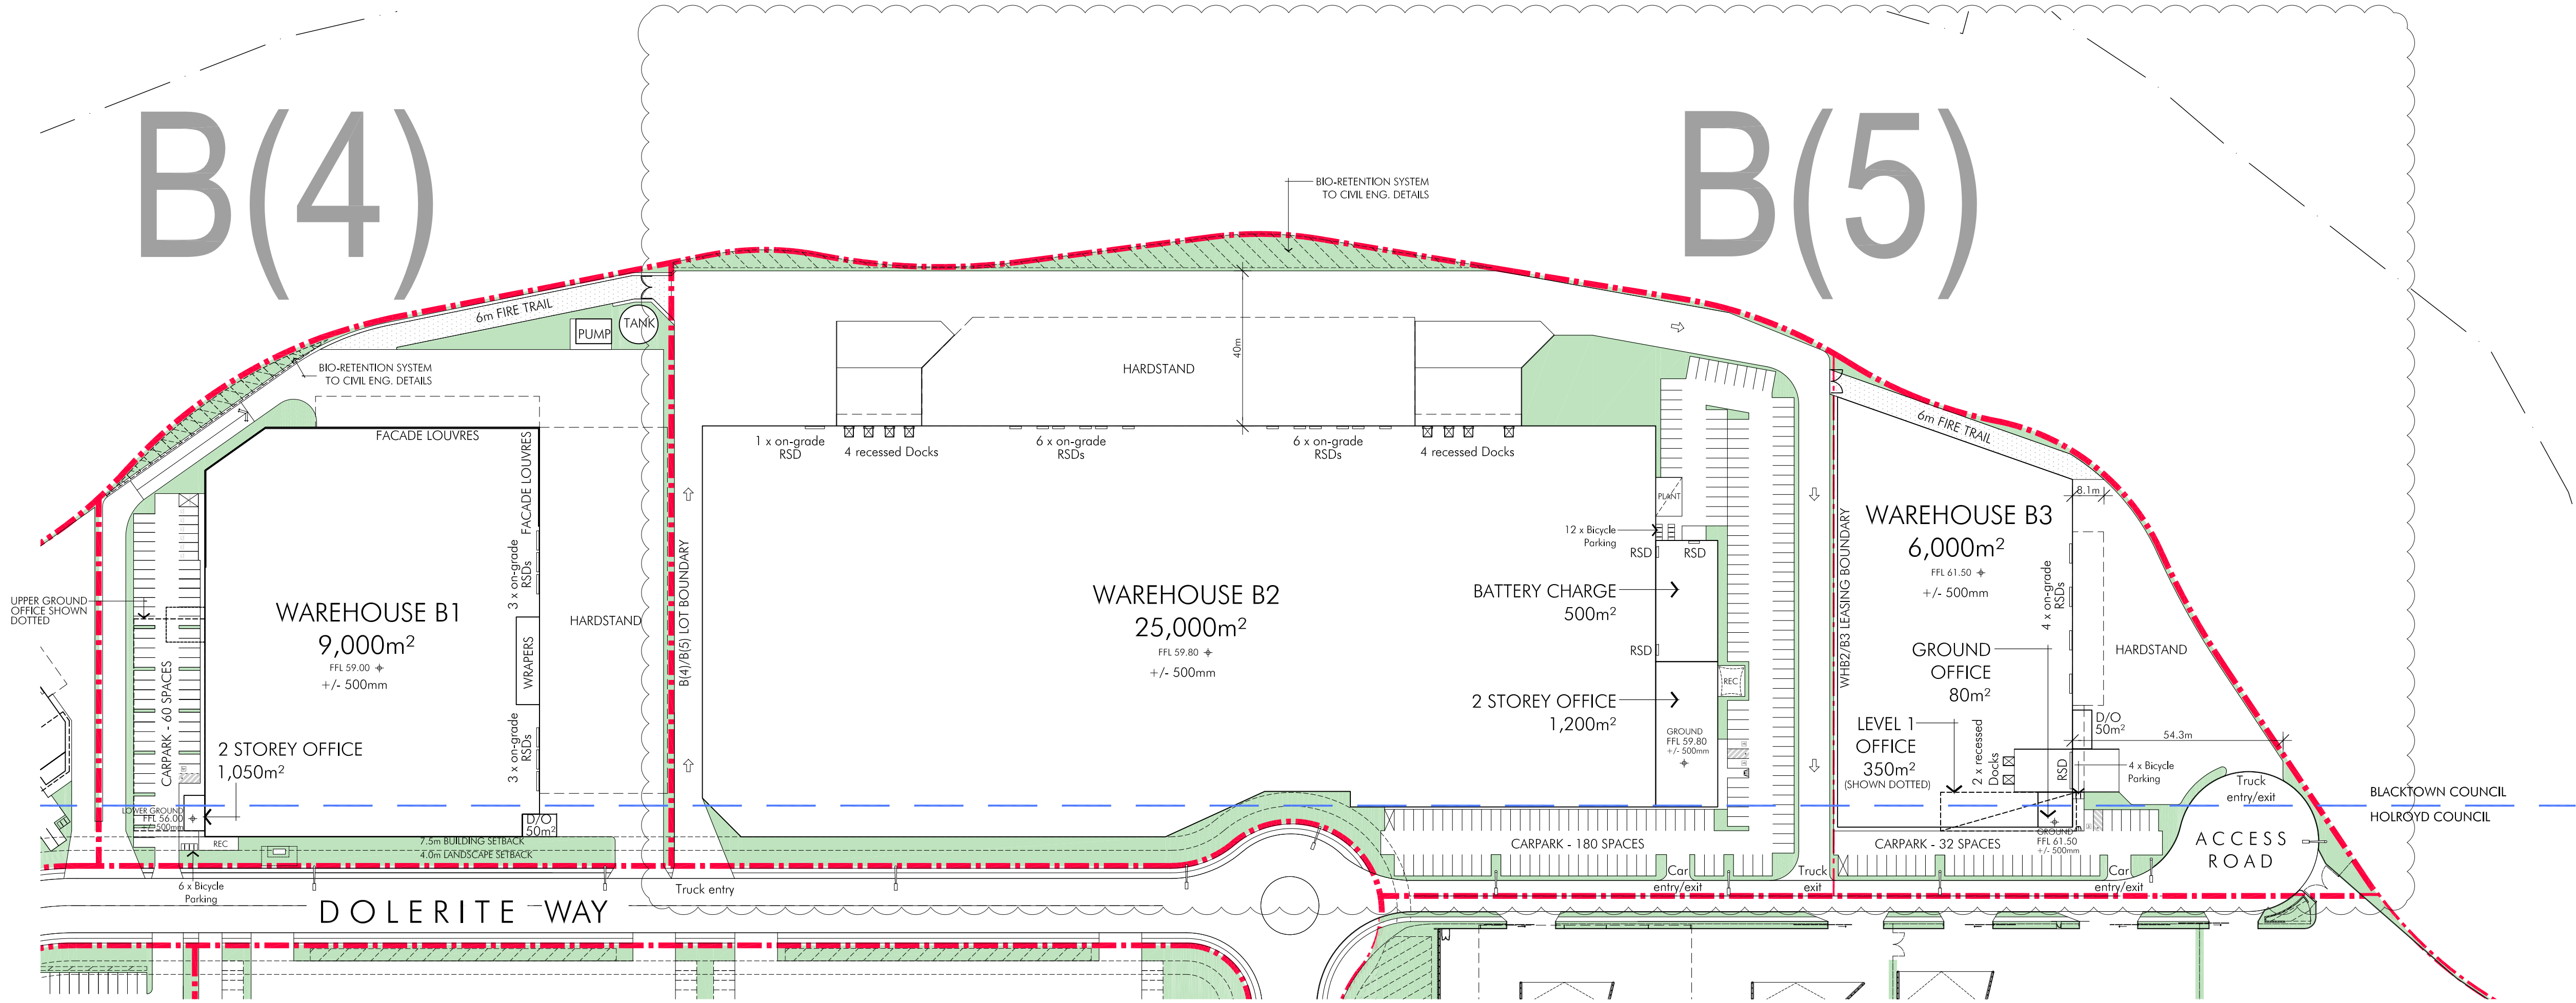 B(4)
B(5)
BIO-RETENTION SYSTEM
TO CIVIL ENG. DETAILS
6m FIRE TRAIL
PUMP
TANK
BIO-RETENTION SYSTEM
TO CIVIL ENG. DETAILS
FACADE LOUVRES
FACADE LOUVRES
3 x on-grade
RSDs
UPPER GROUND
OFFICE SHOWN
DOTTED
WAREHOUSE B1
9,000m²
FFL 59.00
+/- 500mm
WRAPERS
HARDSTAND
CARPARK - 60 SPACES
3 x on-grade
RSDs
2 STOREY OFFICE
1,050m²
LOWER GROUND
FFL 56.00
+/- 500mm
D/O
50m²
REC
7.5m BUILDING SETBACK
4.0m LANDSCAPE SETBACK
6 x Bicycle
Parking
DOLERITE WAY
Truck entry
B(4)/B(5) LOT BOUNDARY
HARDSTAND
40m
1 x on-grade
RSD
4 recessed Docks
6 x on-grade
RSDs
6 x on-grade
RSDs
4 recessed Docks
PLANT
12 x Bicycle
Parking
RSD
RSD
WAREHOUSE B2
25,000m²
FFL 59.80
+/- 500mm
BATTERY CHARGE
500m²
RSD
2 STOREY OFFICE
1,200m²
REC
GROUND
FFL 59.80
+/- 500mm
CARPARK - 180 SPACES
Car
entry/exit
Truck
exit
WHB2/B3 LEASING BOUNDARY
6m FIRE TRAIL
8.1m
WAREHOUSE B3
6,000m²
FFL 61.50
+/- 500mm
4 x on-grade
RSDs
GROUND
OFFICE
80m²
HARDSTAND
LEVEL 1
OFFICE
350m²
(SHOWN DOTTED)
2 x recessed
Docks
RSD
D/O
50m²
54.3m
4 x Bicycle
Parking
GROUND
FFL 61.50
+/- 500mm
CARPARK - 32 SPACES
Car
entry/exit
Truck
entry/exit
ACCESS
ROAD
BLACKTOWN COUNCIL
HOLROYD COUNCIL